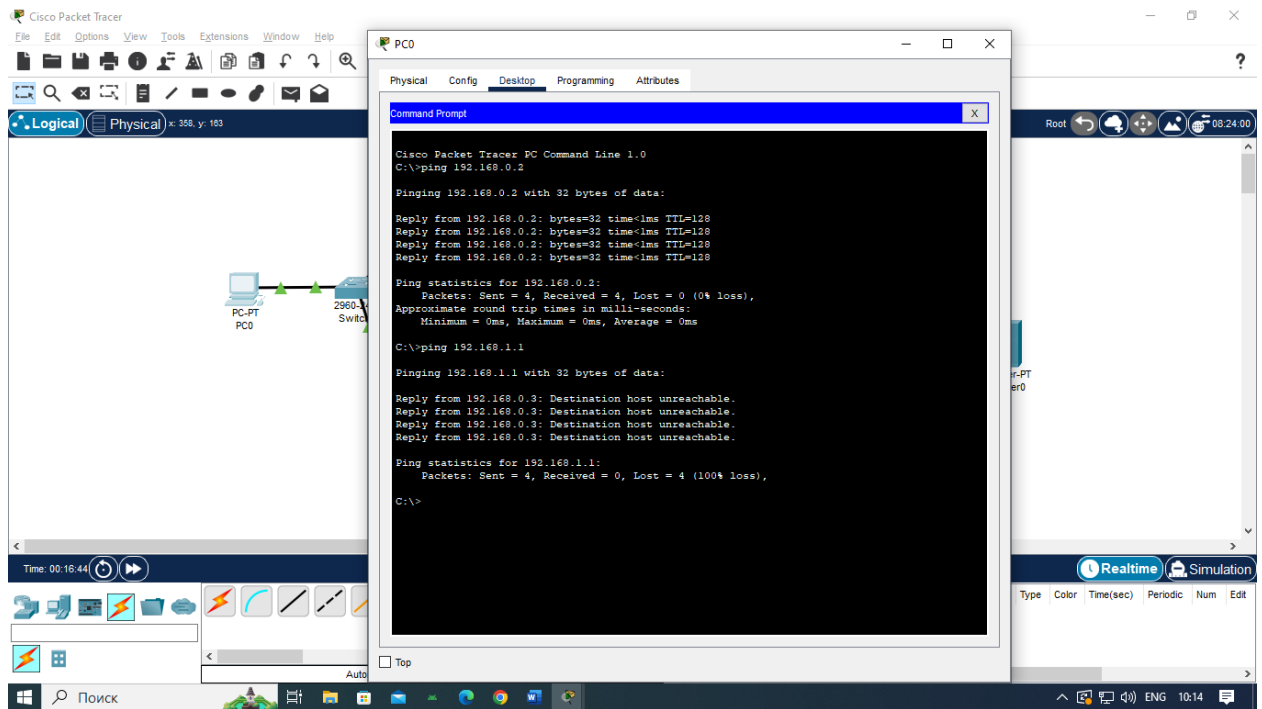 Cisco Packet Tracer
File Edit Options View Tools Extensions Window Help
?
Logical Physical x: 358, y: 163
Root 08:24:00
PC-PT
PC0
2960-24
Switc
r-PT
er0
PC0
Physical Config Desktop Programming Attributes
Command Prompt X
Cisco Packet Tracer PC Command Line 1.0
C:\>ping 192.168.0.2
Pinging 192.168.0.2 with 32 bytes of data:
Reply from 192.168.0.2: bytes=32 time<1ms TTL=128
Reply from 192.168.0.2: bytes=32 time<1ms TTL=128
Reply from 192.168.0.2: bytes=32 time<1ms TTL=128
Reply from 192.168.0.2: bytes=32 time<1ms TTL=128
Ping statistics for 192.168.0.2:
Packets: Sent = 4, Received = 4, Lost = 0 (0% loss),
Approximate round trip times in milli-seconds:
Minimum = 0ms, Maximum = 0ms, Average = 0ms
C:\>ping 192.168.1.1
Pinging 192.168.1.1 with 32 bytes of data:
Reply from 192.168.0.3: Destination host unreachable.
Reply from 192.168.0.3: Destination host unreachable.
Reply from 192.168.0.3: Destination host unreachable.
Reply from 192.168.0.3: Destination host unreachable.
Ping statistics for 192.168.1.1:
Packets: Sent = 4, Received = 0, Lost = 4 (100% loss),
C:\>
Top
Time: 00:16:44
Realtime Simulation
Type Color Time(sec) Periodic Num Edit
Auto
Поиск
ENG 10:14